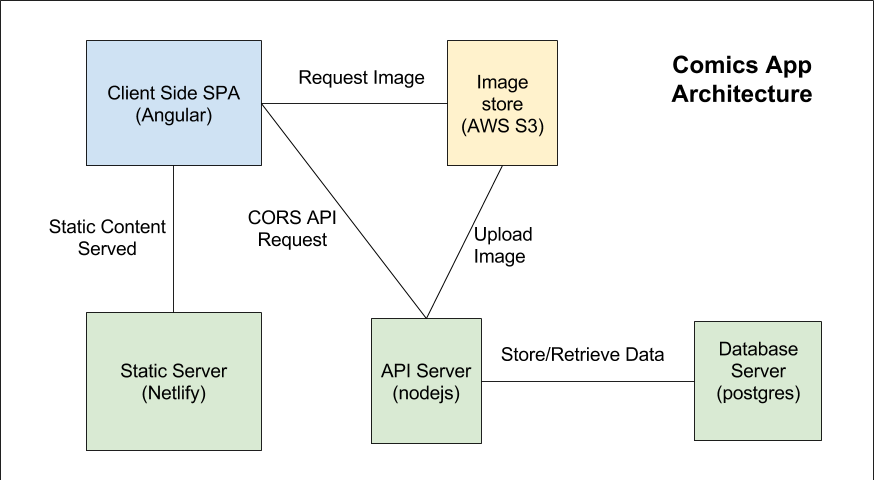 Comics App
Architecture
Client Side SPA
(Angular)
Request Image
Image
store
(AWS S3)
Static Content
Served
CORS API
Request
Upload
Image
Static Server
(Netlify)
API Server
(nodejs)
Store/Retrieve Data
Database
Server
(postgres)